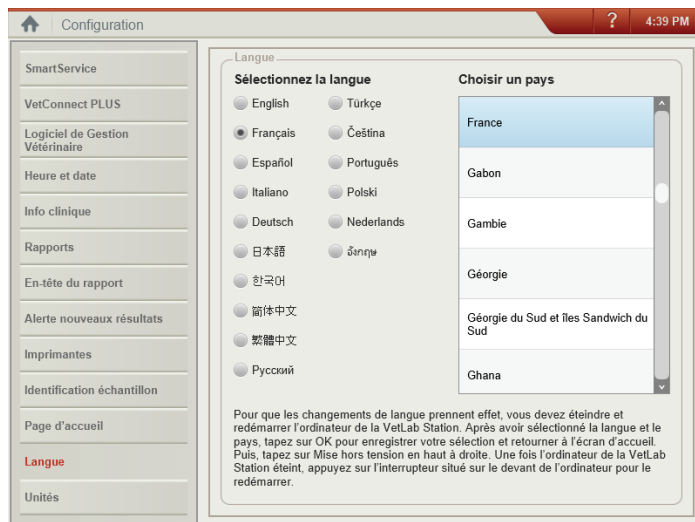 Configuration
?
4:39 PM
SmartService
VetConnect PLUS
Logiciel de Gestion
Vétérinaire
Heure et date
Info clinique
Rapports
En-tête du rapport
Alerte nouveaux résultats
Imprimantes
Identification échantillon
Page d'accueil
Langue
Unités
Langue
Sélectionnez la langue
English
Français
Español
Italiano
Deutsch
日本語
한국어
简体中文
繁體中文
Русский
Türkçe
Čeština
Português
Polski
Nederlands
อังกฤษ
Choisir un pays
France
Gabon
Gambie
Géorgie
Géorgie du Sud et îles Sandwich du
Sud
Ghana
Pour que les changements de langue prennent effet, vous devez éteindre et
redémarrer l'ordinateur de la VetLab Station. Après avoir sélectionné la langue et le
pays, tapez sur OK pour enregistrer votre sélection et retourner à l'écran d'accueil.
Puis, tapez sur Mise hors tension en haut à droite. Une fois l'ordinateur de la VetLab
Station éteint, appuyez sur l'interrupteur situé sur le devant de l'ordinateur pour le
redémarrer.